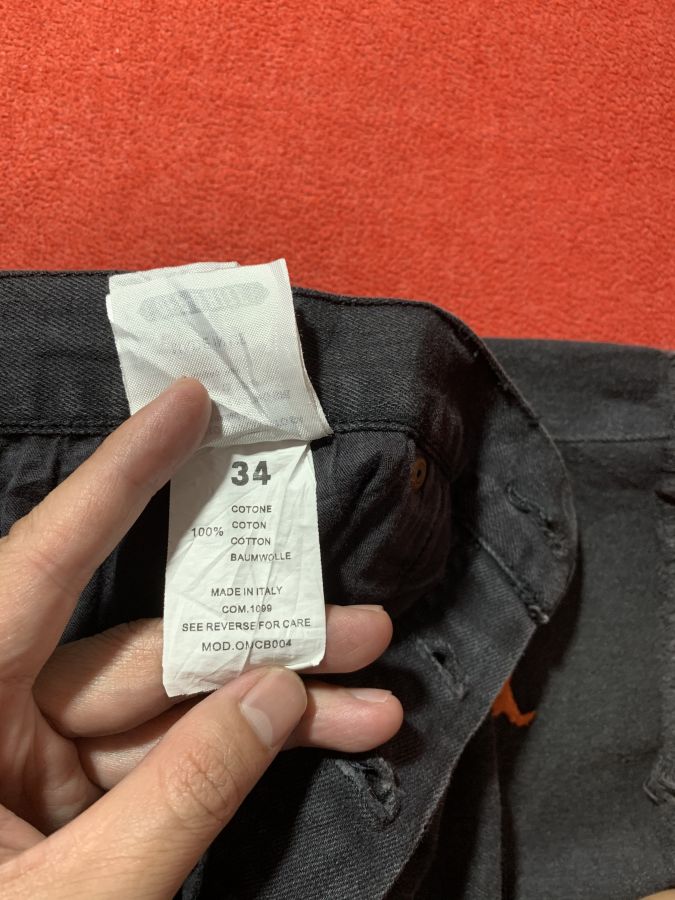 34
COTONE
COTON
100%
COTTON
BAUMWOLLE
MADE IN ITALY
COM.1099
SEE REVERSE FOR CARE
MOD.OMCB004